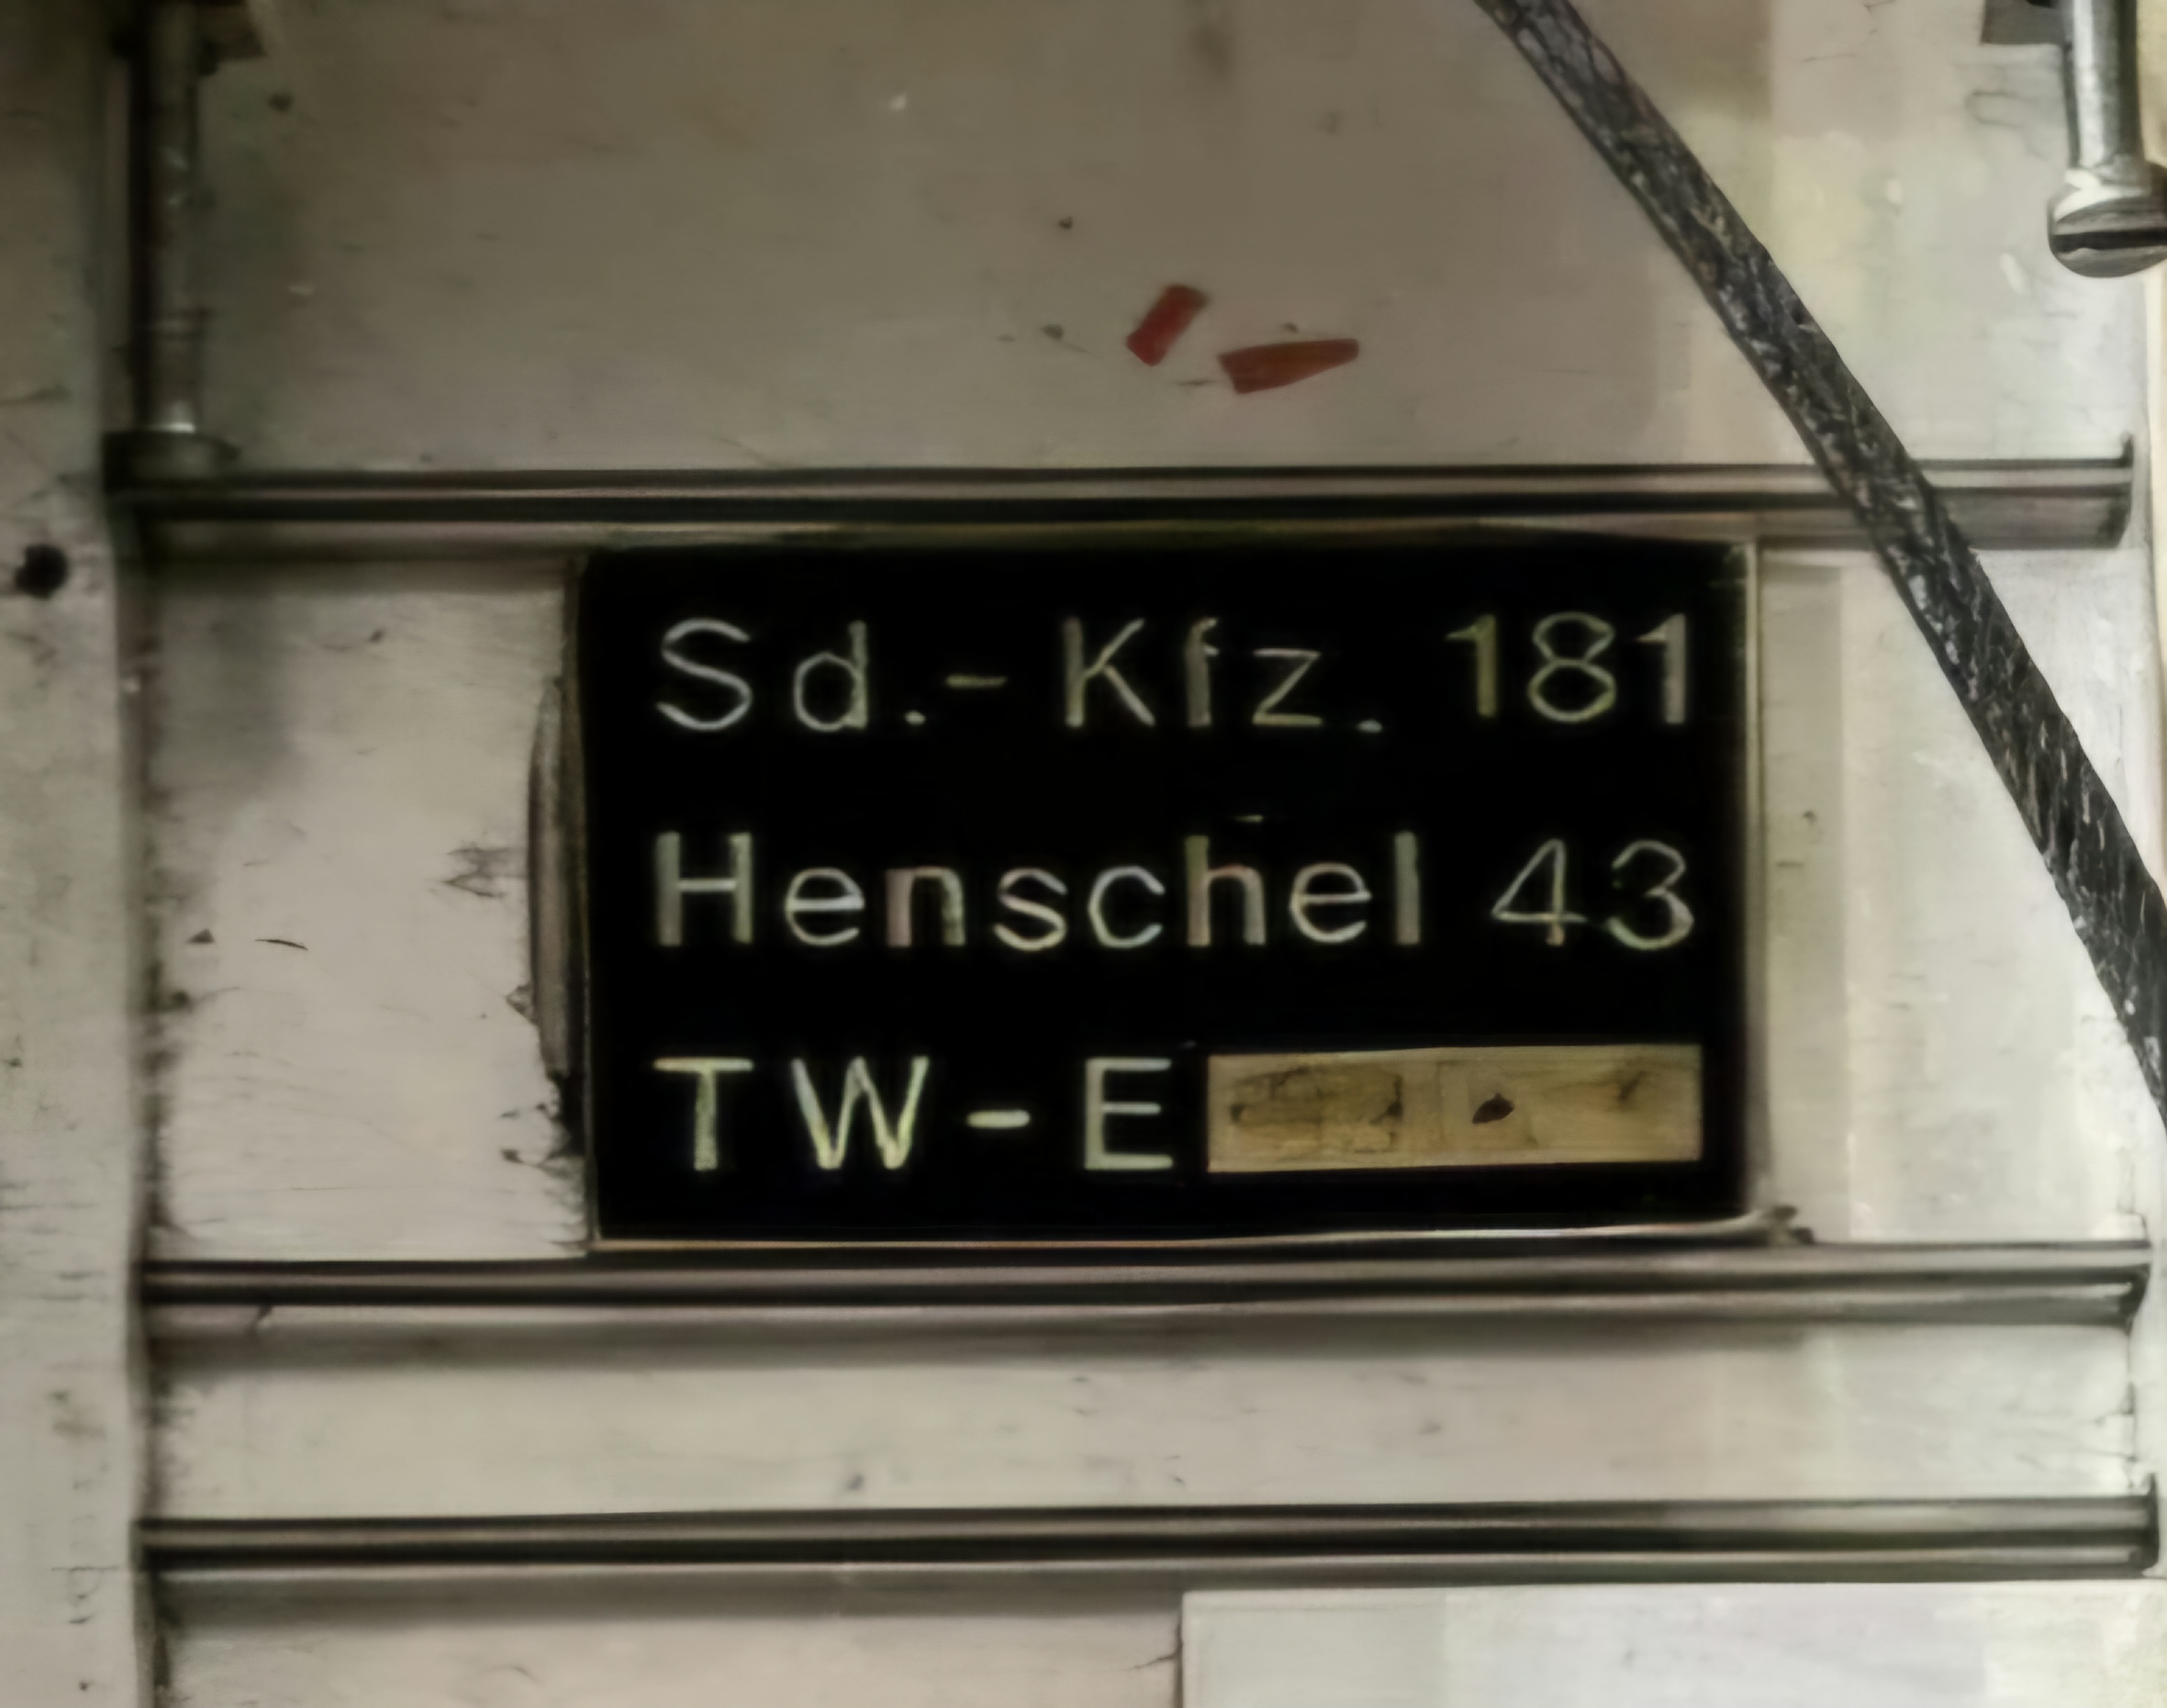 Sd.-Kfz. 181
Henschel 43
TW-E